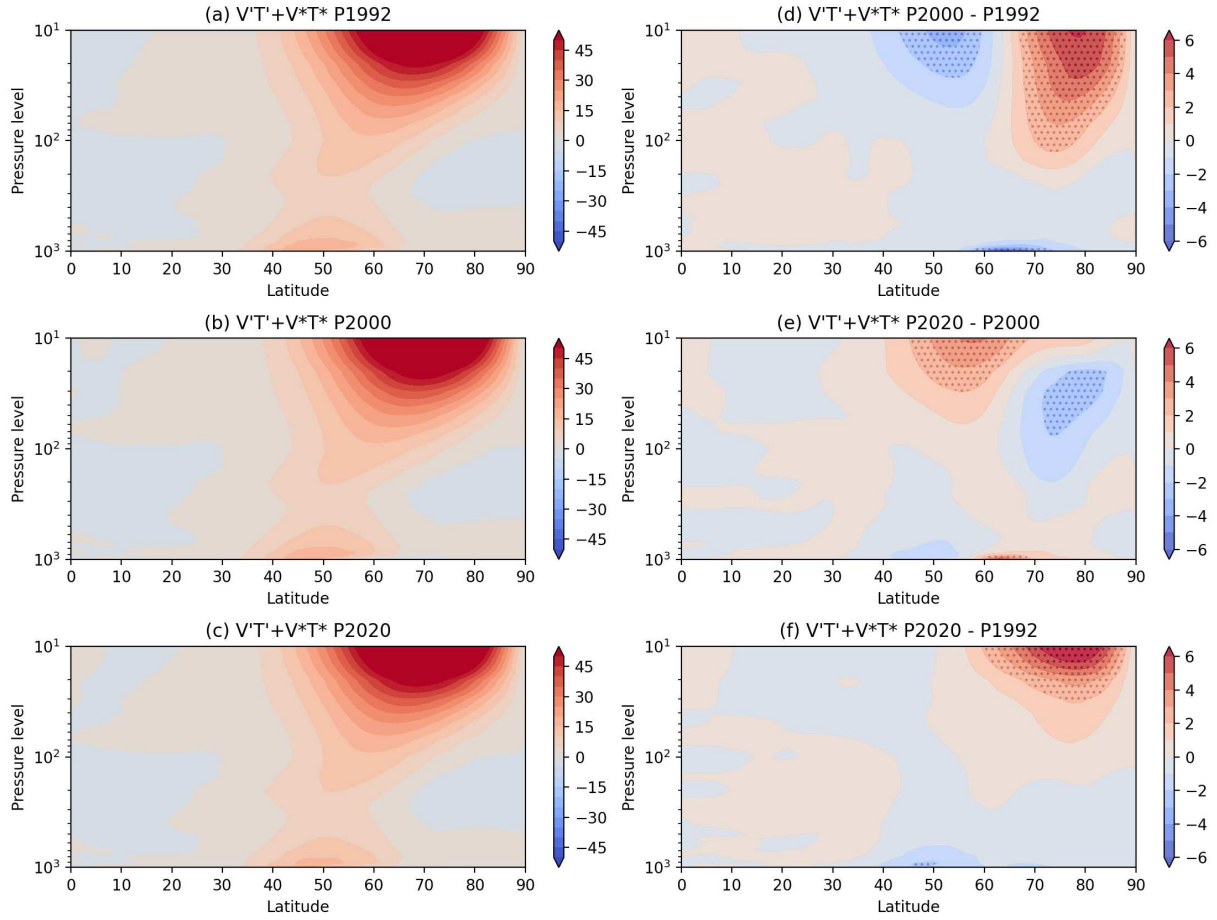 (a) V'T'+V*T* P1992
10¹
10²
10³
Pressure level
0 10 20 30 40 50 60 70 80 90
Latitude
45
30
15
0
−15
−30
−45
(d) V'T'+V*T* P2000 - P1992
10¹
10²
10³
Pressure level
0 10 20 30 40 50 60 70 80 90
Latitude
6
4
2
0
−2
−4
−6
(b) V'T'+V*T* P2000
10¹
10²
10³
Pressure level
0 10 20 30 40 50 60 70 80 90
Latitude
45
30
15
0
−15
−30
−45
(e) V'T'+V*T* P2020 - P2000
10¹
10²
10³
Pressure level
0 10 20 30 40 50 60 70 80 90
Latitude
6
4
2
0
−2
−4
−6
(c) V'T'+V*T* P2020
10¹
10²
10³
Pressure level
0 10 20 30 40 50 60 70 80 90
Latitude
45
30
15
0
−15
−30
−45
(f) V'T'+V*T* P2020 - P1992
10¹
10²
10³
Pressure level
0 10 20 30 40 50 60 70 80 90
Latitude
6
4
2
0
−2
−4
−6